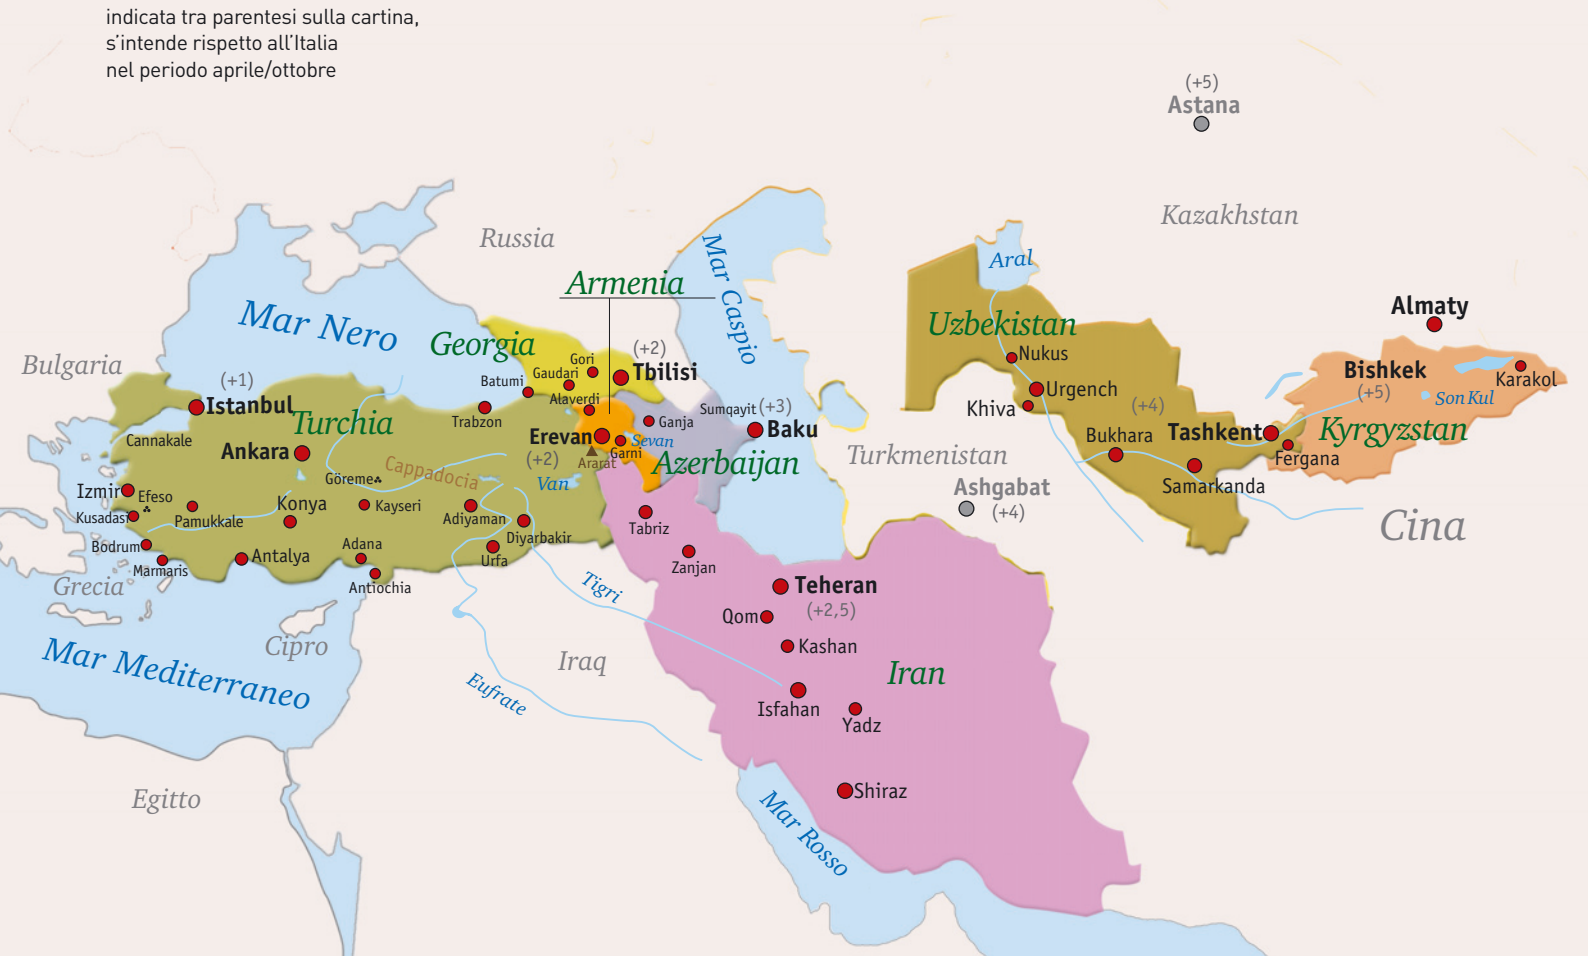 indicata tra parentesi sulla cartina,
s'intende rispetto all'Italia
nel periodo aprile/ottobre
(+5)
Astana
Kazakhstan
Russia
Mar Caspio
Aral
Armenia
Almaty
Mar Nero
Uzbekistan
Georgia
(+2)
Gori
Tbilisi
Gaudari
Nukus
Bulgaria
Bishkek
(+5)
Karakol
(+1)
Batumi
Urgench
Son Kul
Istanbul
Alaverdi
Sumqayit
(+3)
Khiva
(+4)
Turchia
Trabzon
Ganja
Baku
Bukhara
Tashkent
Kyrgyzstan
Cannakale
Erevan
Sevan
Ankara
(+2)
Garni
Ararat
Azerbaijan
Turkmenistan
Fergana
Cappadocia
Göreme
Van
Samarkanda
Ashgabat
(+4)
Izmir
Efeso
Konya
Kayseri
Kusadasi
Pamukkale
Adiyaman
Tabriz
Cina
Diyarbakir
Bodrum
Adana
Antalya
Urfa
Marmaris
Zanjan
Grecia
Antiochia
Tigri
Teheran
(+2,5)
Qom
Cipro
Kashan
Mar Mediterraneo
Iraq
Iran
Eufrate
Isfahan
Yadz
Egitto
Shiraz
Mar Rosso